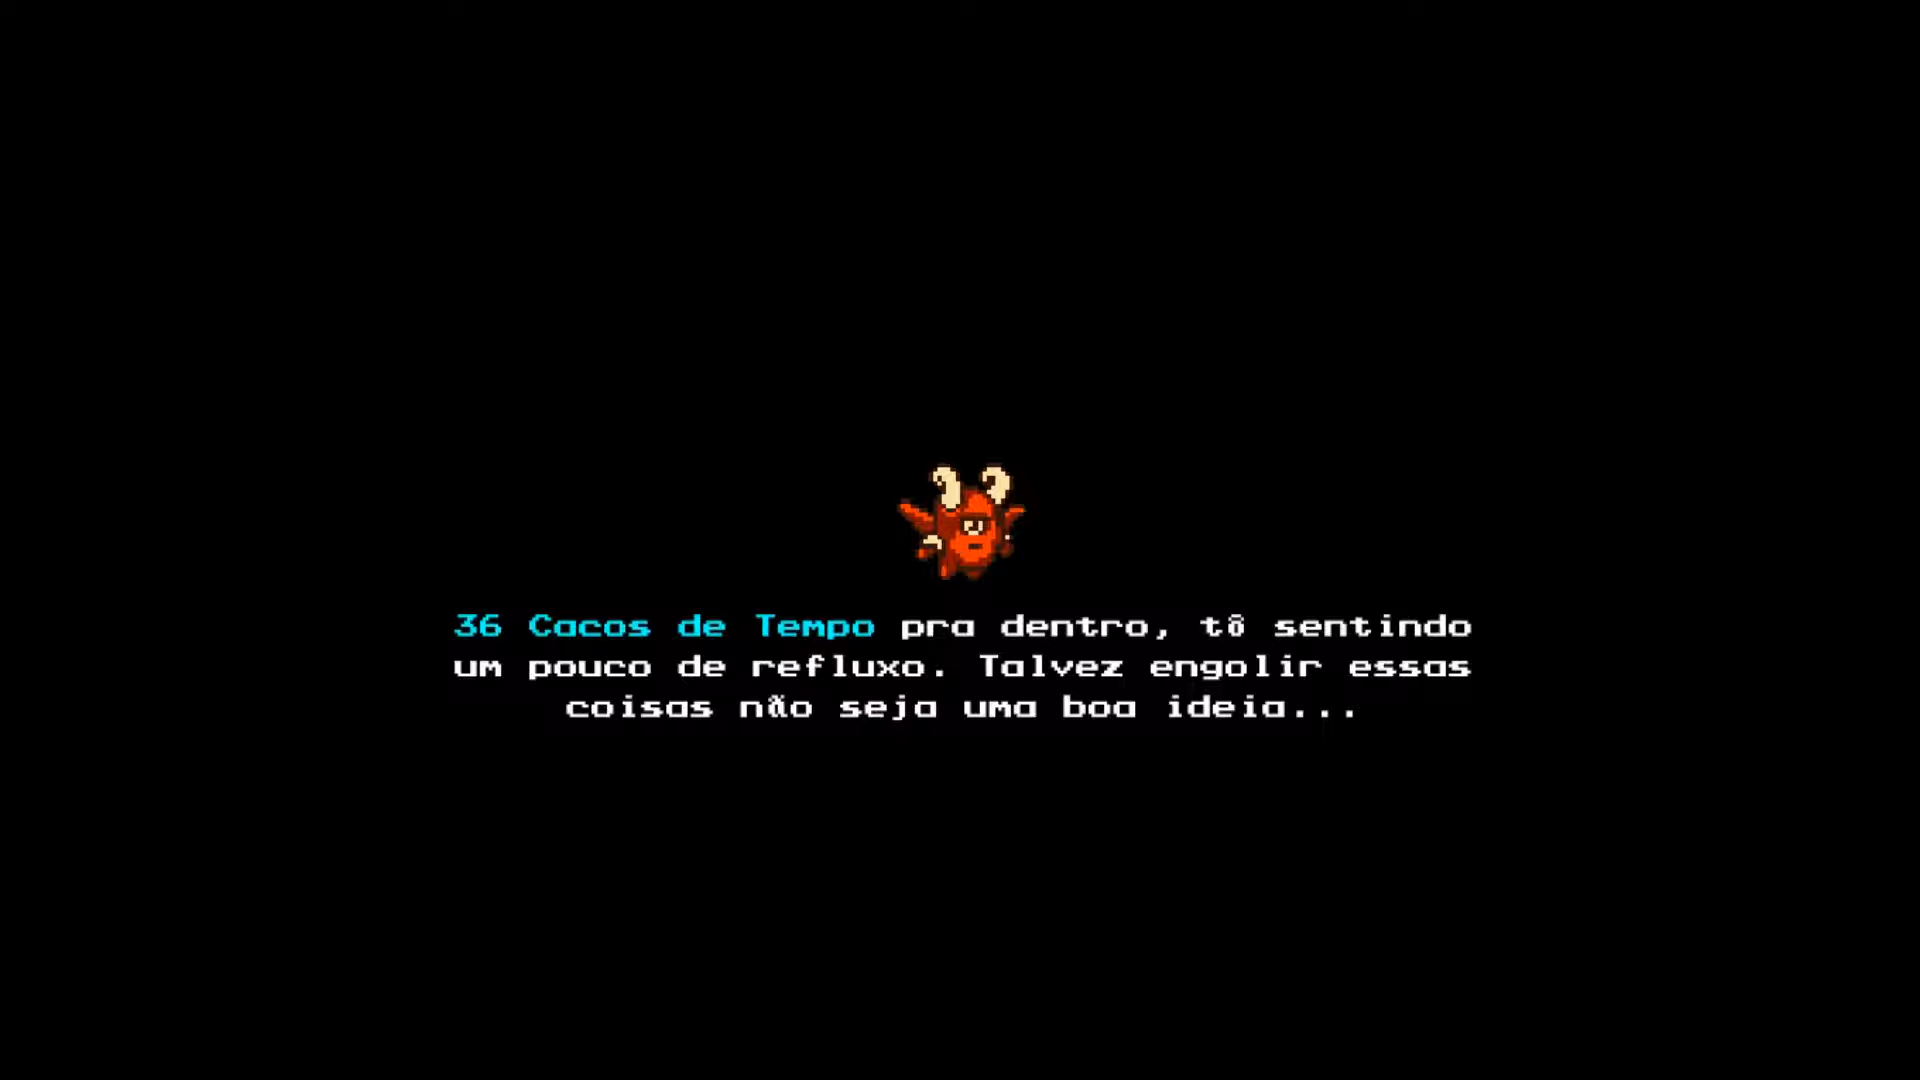 36 Cacos de Tempo pra dentro, tô sentindo
um pouco de refluxo. Talvez engolir essas
coisas não seja uma boa ideia...